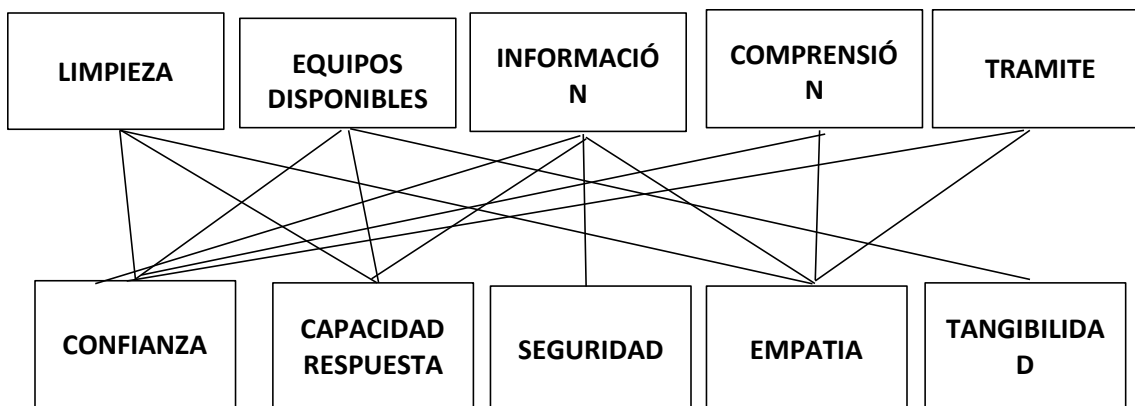 LIMPIEZA
EQUIPOS
DISPONIBLES
INFORMACIÓ
N
COMPRENSIÓ
N
TRAMITE
CONFIANZA
CAPACIDAD
RESPUESTA
SEGURIDAD
EMPATIA
TANGIBILIDA
D